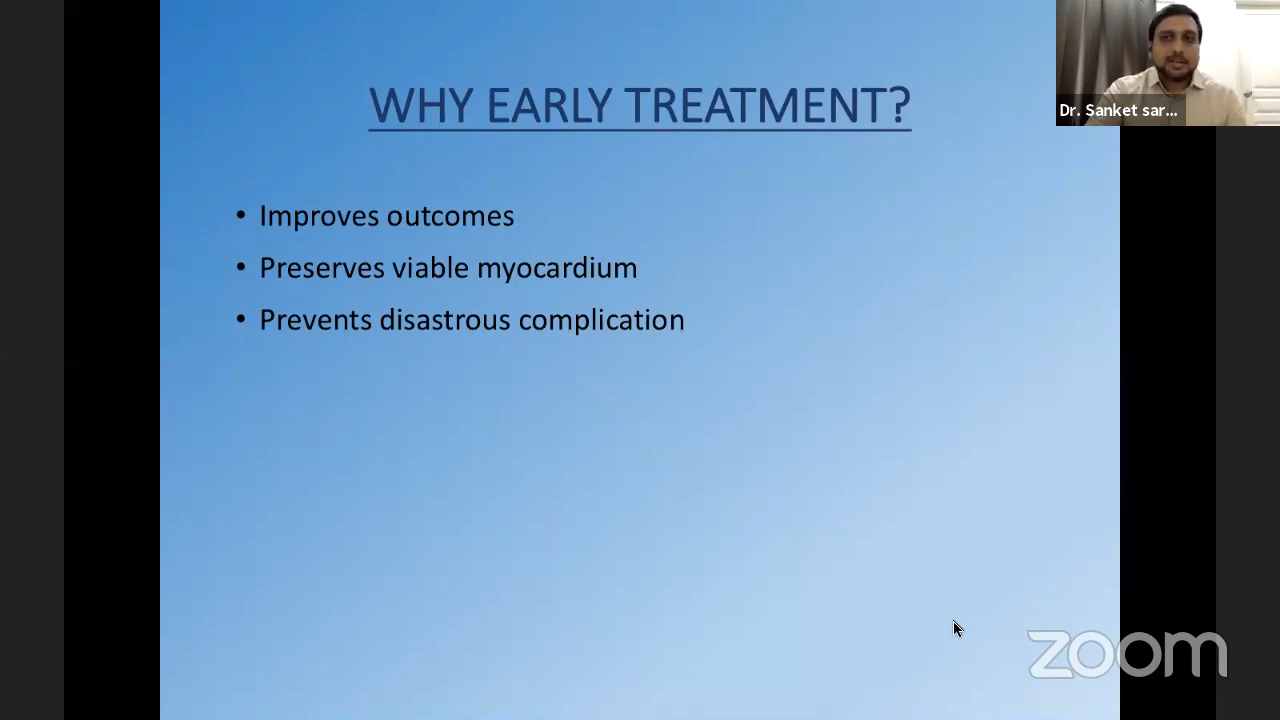 WHY EARLY TREATMENT?
• Improves outcomes
• Preserves viable myocardium
• Prevents disastrous complication
Dr. Sanket sar...
zoom